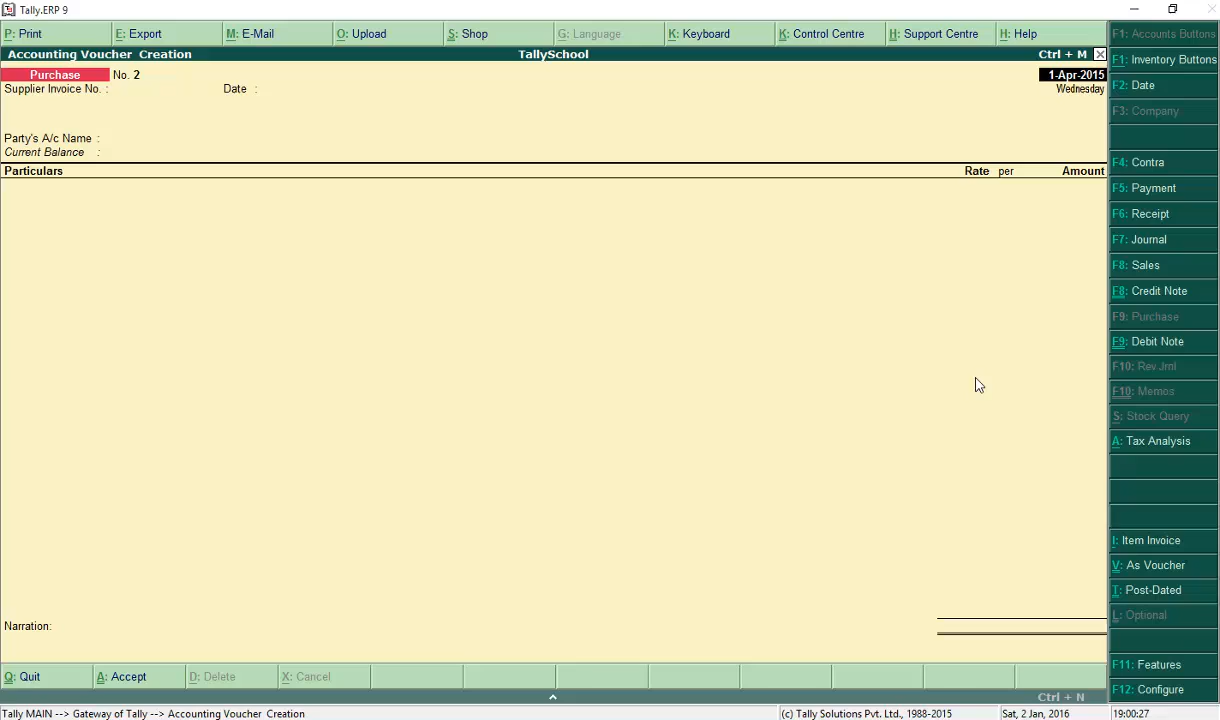 Tally.ERP 9
P: Print
E: Export
M: E-Mail
O: Upload
S: Shop
G: Language
K: Keyboard
K: Control Centre
H: Support Centre
H: Help
Accounting Voucher Creation
TallySchool
Ctrl + M
Purchase No. 2
1-Apr-2015
Supplier Invoice No. :
Date :
Wednesday
Party's A/c Name :
Current Balance :
Particulars
Rate per
Amount
Narration:
F1: Accounts Buttons
F1: Inventory Buttons
F2: Date
F3: Company
F4: Contra
F5: Payment
F6: Receipt
F7: Journal
F8: Sales
F8: Credit Note
F9: Purchase
F9: Debit Note
F10: Rev Jrnl
F10: Memos
S: Stock Query
A: Tax Analysis
I: Item Invoice
V: As Voucher
T: Post-Dated
L: Optional
F11: Features
F12: Configure
Q: Quit
A: Accept
D: Delete
X: Cancel
Ctrl + N
Tally MAIN --> Gateway of Tally --> Accounting Voucher Creation
(c) Tally Solutions Pvt. Ltd., 1988-2015
Sat, 2 Jan, 2016
19:00:27